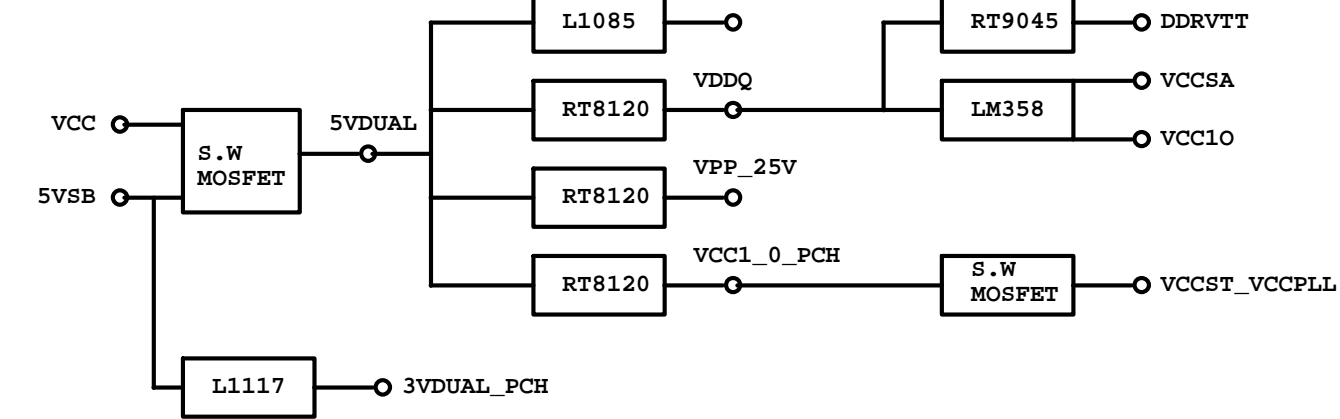 L1085
RT9045
DDRVTT
VDDQ
VCCSA
RT8120
LM358
VCC
5VDUAL
S.W
MOSFET
VCC1O
VPP_25V
5VSB
RT8120
VCC1_0_PCH
RT8120
S.W
MOSFET
VCCST_VCCPLL
L1117
3VDUAL_PCH